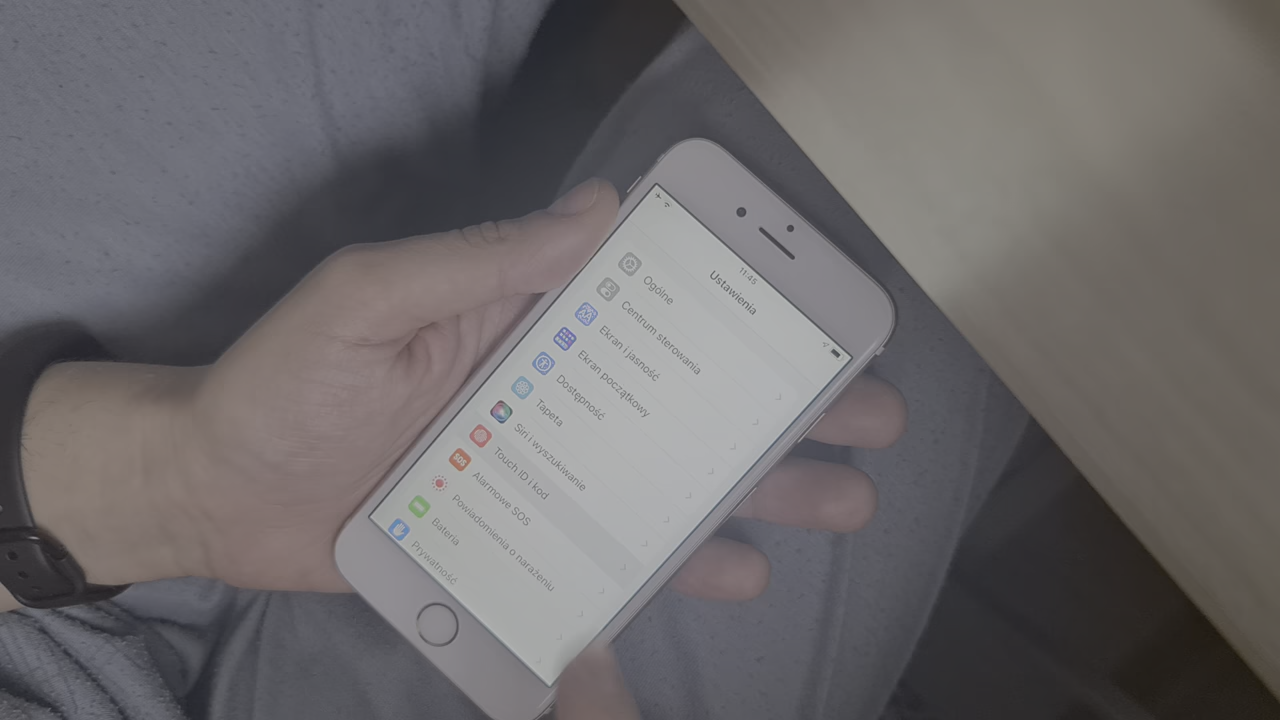 11:45
Ustawienia
Ogólne
Centrum sterowania
Ekran i jasność
Ekran początkowy
Dostępność
Tapeta
Siri i wyszukiwanie
Touch ID i kod
SOS Alarmowe SOS
Powiadomienia o narażeniu
Bateria
Prywatność